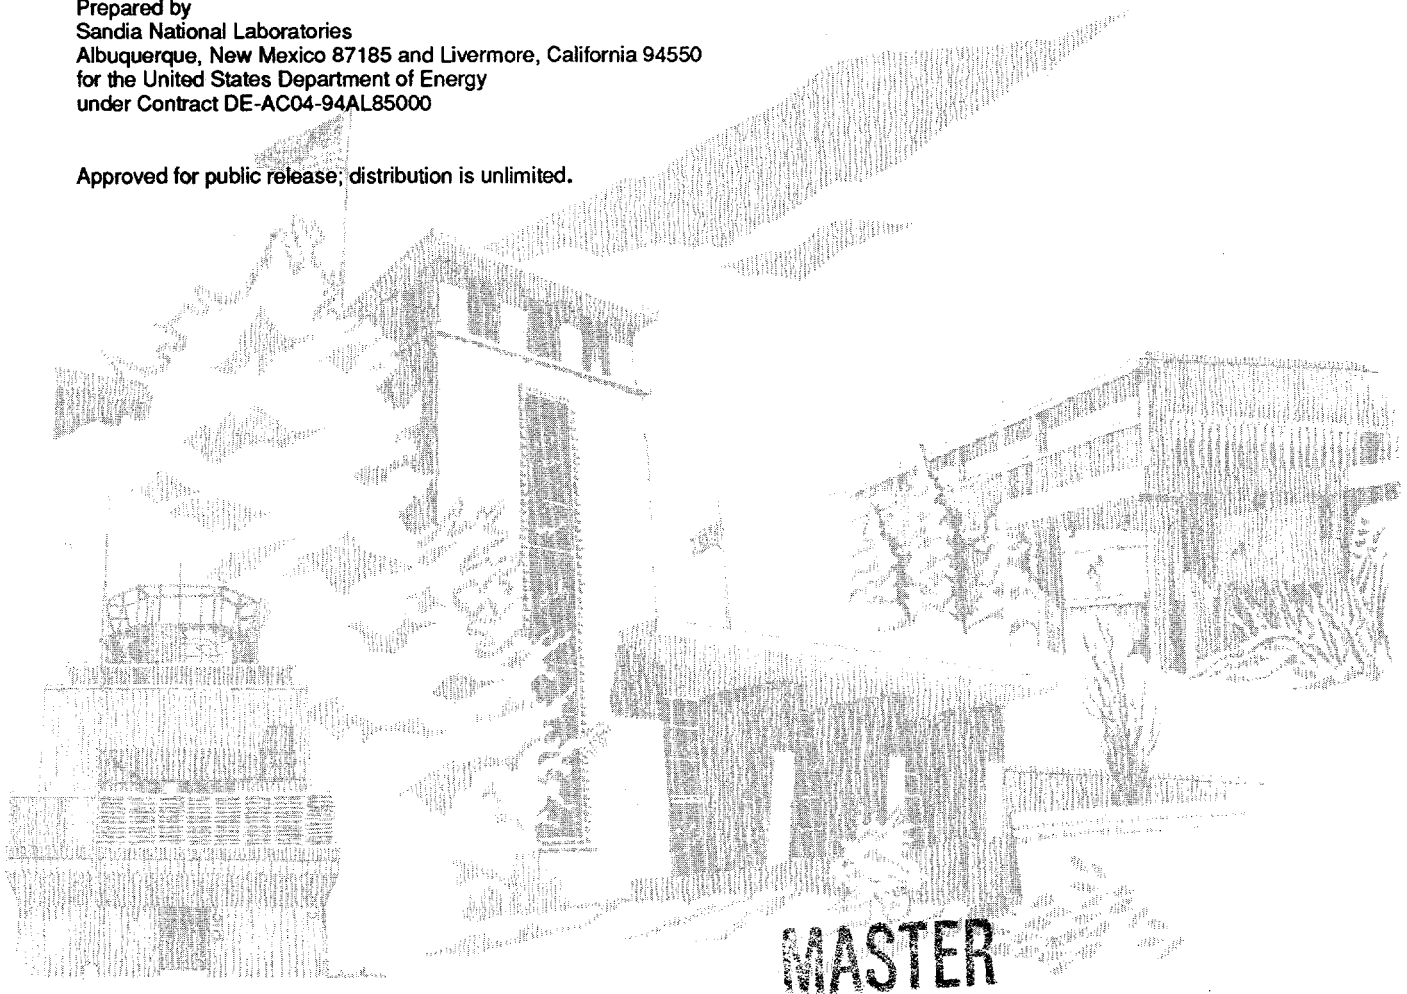 Prepared by
Sandia National Laboratories
Albuquerque, New Mexico 87185 and Livermore, California 94550
for the United States Department of Energy
under Contract DE-AC04-94AL85000
Approved for public release; distribution is unlimited.
MASTER